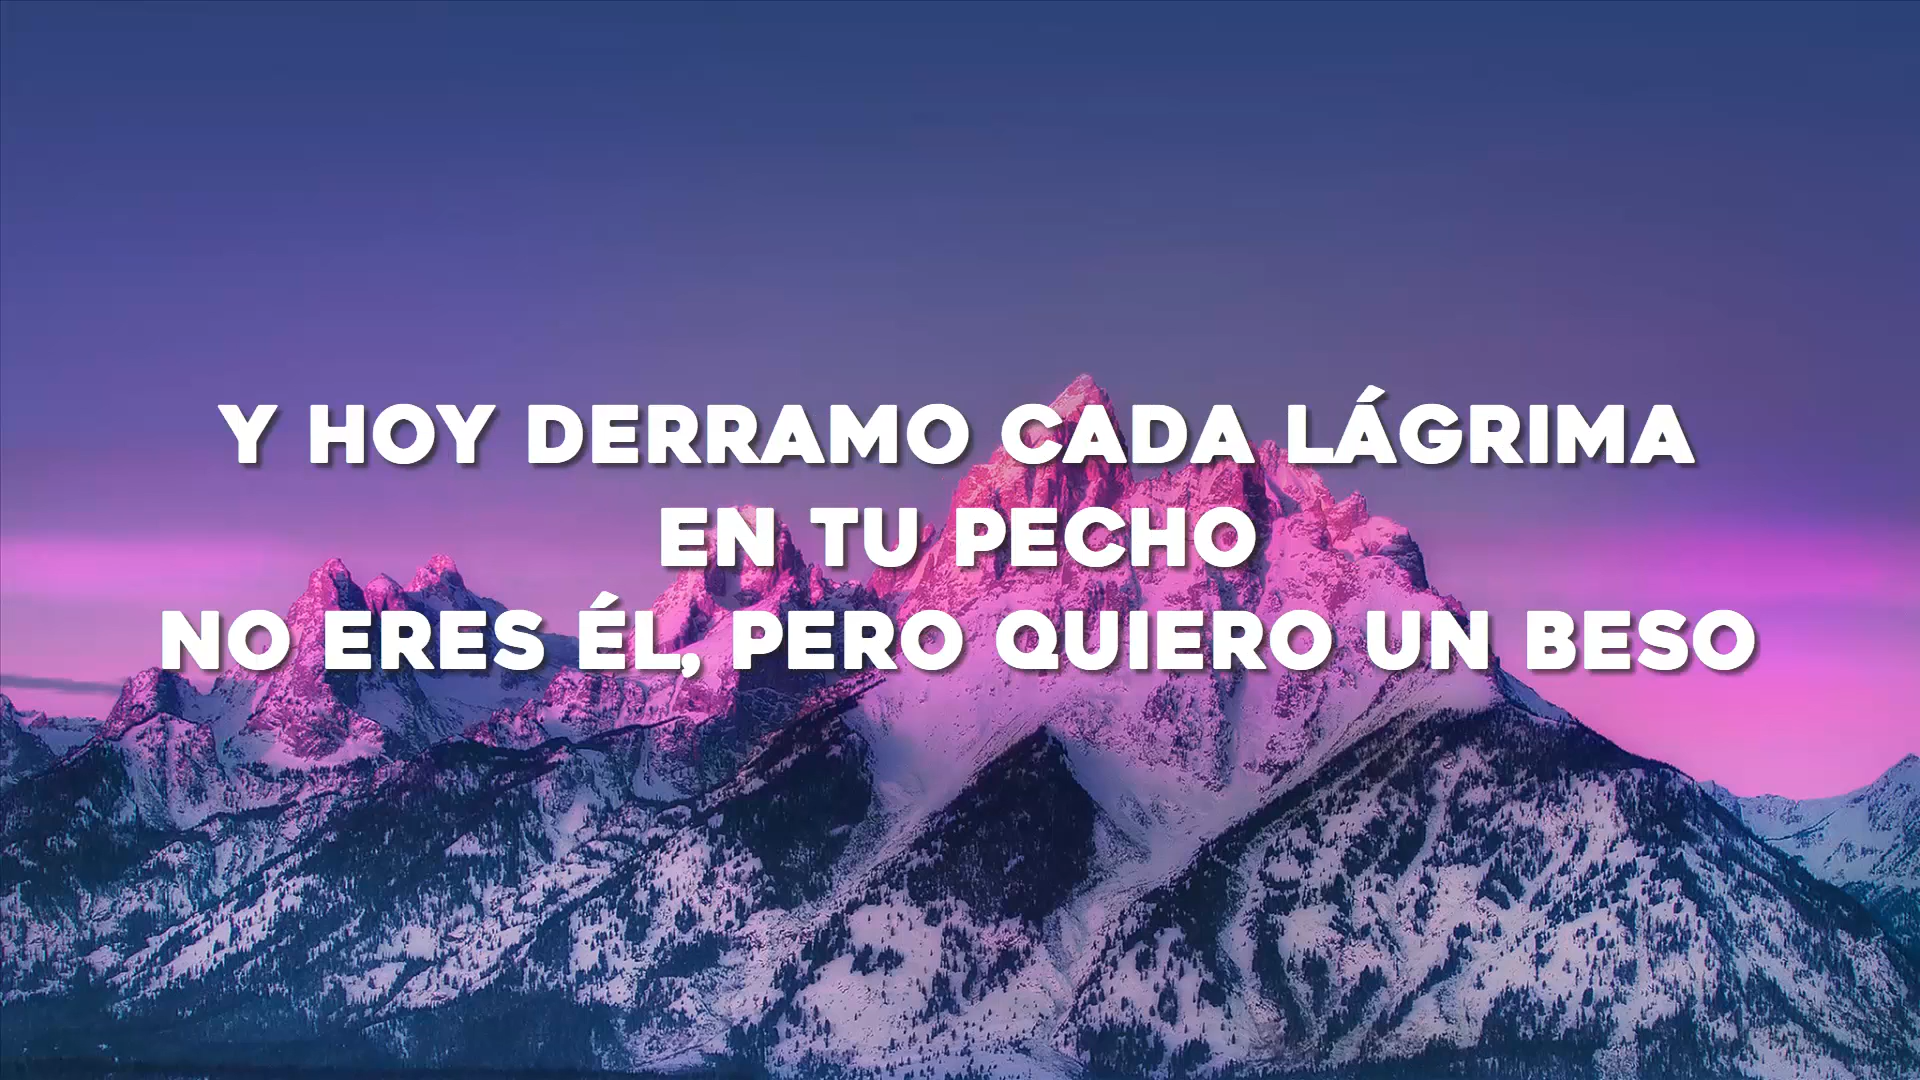 Y HOY DERRAMO CADA LÁGRIMA
EN TU PECHO
NO ERES ÉL, PERO QUIERO UN BESO